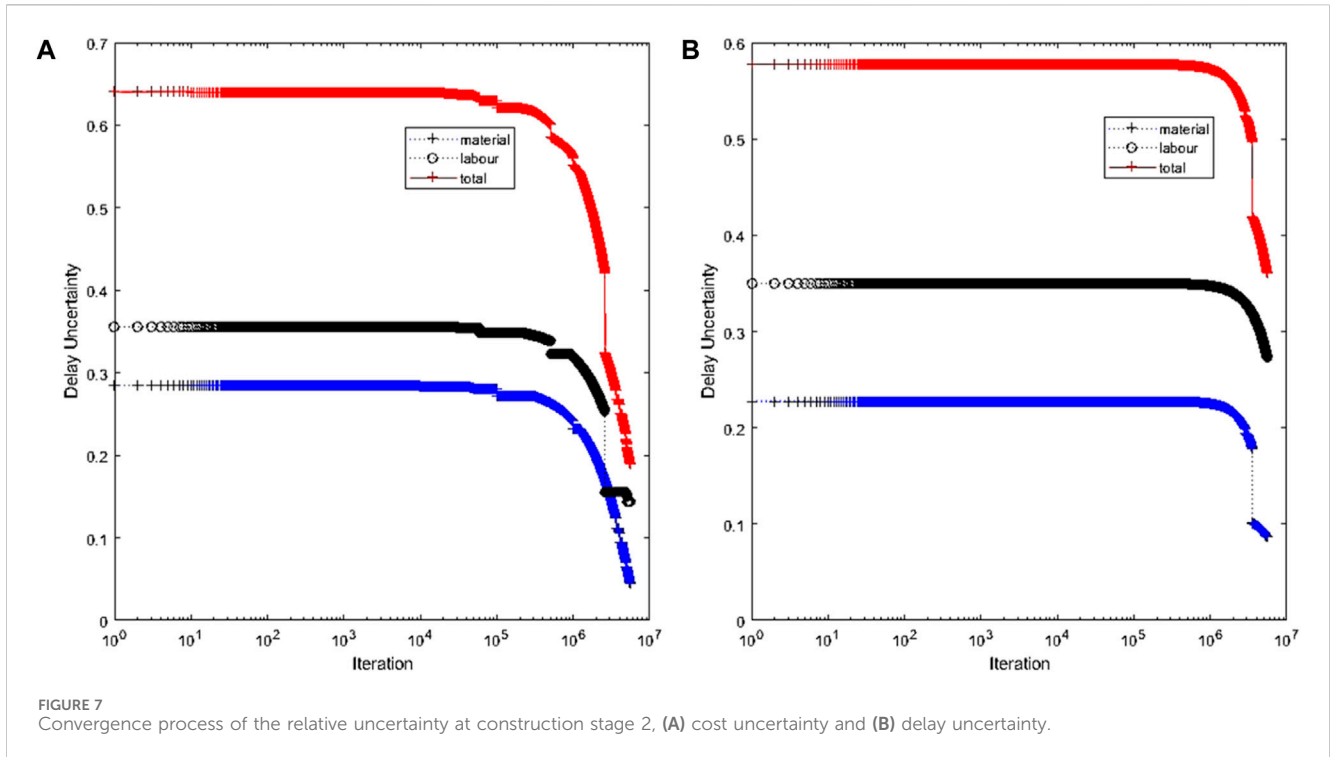 A
B
0.7
0.6
0.5
0.4
0.3
0.2
0.1
0
Delay Uncertainty
material
labour
total
10^0 10^1 10^2 10^3 10^4 10^5 10^6 10^7
Iteration
0.6
0.5
0.4
0.3
0.2
0.1
0
Delay Uncertainty
material
labour
total
10^0 10^1 10^2 10^3 10^4 10^5 10^6 10^7
Iteration
FIGURE 7
Convergence process of the relative uncertainty at construction stage 2, (A) cost uncertainty and (B) delay uncertainty.